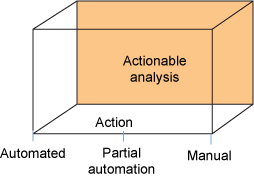 Actionable
analysis
Action
Automated
Partial
automation
Manual